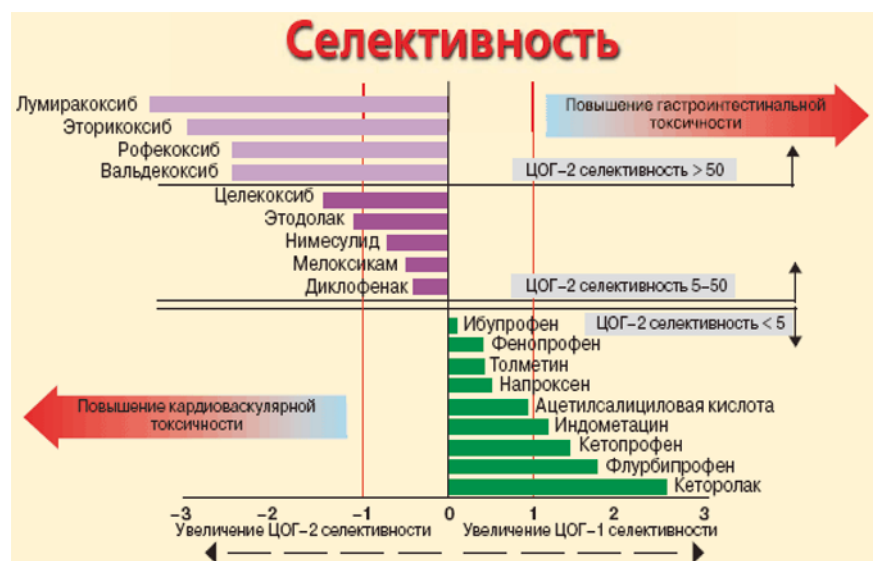 Селективность
Лумиракоксиб
Эторикоксиб
Рофекоксиб
Вальдекоксиб
Повышение гастроинтестинальной
токсичности
ЦОГ–2 селективность > 50
Целекоксиб
Этодолак
Нимесулид
Мелоксикам
Диклофенак
ЦОГ–2 селективность 5–50
Ибупрофен
ЦОГ–2 селективность < 5
Фенопрофен
Толметин
Напроксен
Ацетилсалициловая кислота
Индометацин
Кетопрофен
Флурбипрофен
Кеторолак
Повышение кардиоваскулярной
токсичности
–3 –2 –1 0 1 2 3
Увеличение ЦОГ–2 селективности
Увеличение ЦОГ–1 селективности